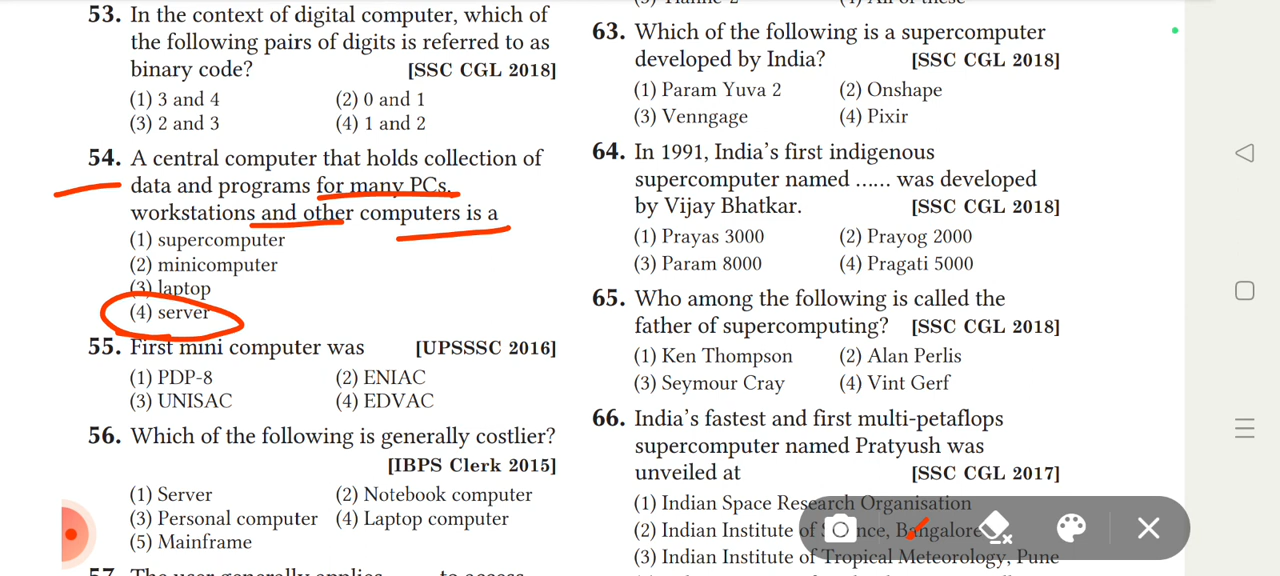 53. In the context of digital computer, which of
the following pairs of digits is referred to as
binary code? [SSC CGL 2018]
(1) 3 and 4 (2) 0 and 1
(3) 2 and 3 (4) 1 and 2
54. A central computer that holds collection of
data and programs for many PCs,
workstations and other computers is a
(1) supercomputer
(2) minicomputer
(3) laptop
(4) server
55. First mini computer was [UPSSSC 2016]
(1) PDP-8 (2) ENIAC
(3) UNISAC (4) EDVAC
56. Which of the following is generally costlier?
[IBPS Clerk 2015]
(1) Server (2) Notebook computer
(3) Personal computer (4) Laptop computer
(5) Mainframe
57. The user generally applies to access
63. Which of the following is a supercomputer
developed by India? [SSC CGL 2018]
(1) Param Yuva 2 (2) Onshape
(3) Venngage (4) Pixir
64. In 1991, India's first indigenous
supercomputer named ...... was developed
by Vijay Bhatkar. [SSC CGL 2018]
(1) Prayas 3000 (2) Prayog 2000
(3) Param 8000 (4) Pragati 5000
65. Who among the following is called the
father of supercomputing? [SSC CGL 2018]
(1) Ken Thompson (2) Alan Perlis
(3) Seymour Cray (4) Vint Gerf
66. India's fastest and first multi-petaflops
supercomputer named Pratyush was
unveiled at [SSC CGL 2017]
(1) Indian Space Research Organisation
(2) Indian Institute of Bangalore
(3) Indian Institute of Tropical Meteorology, Pune